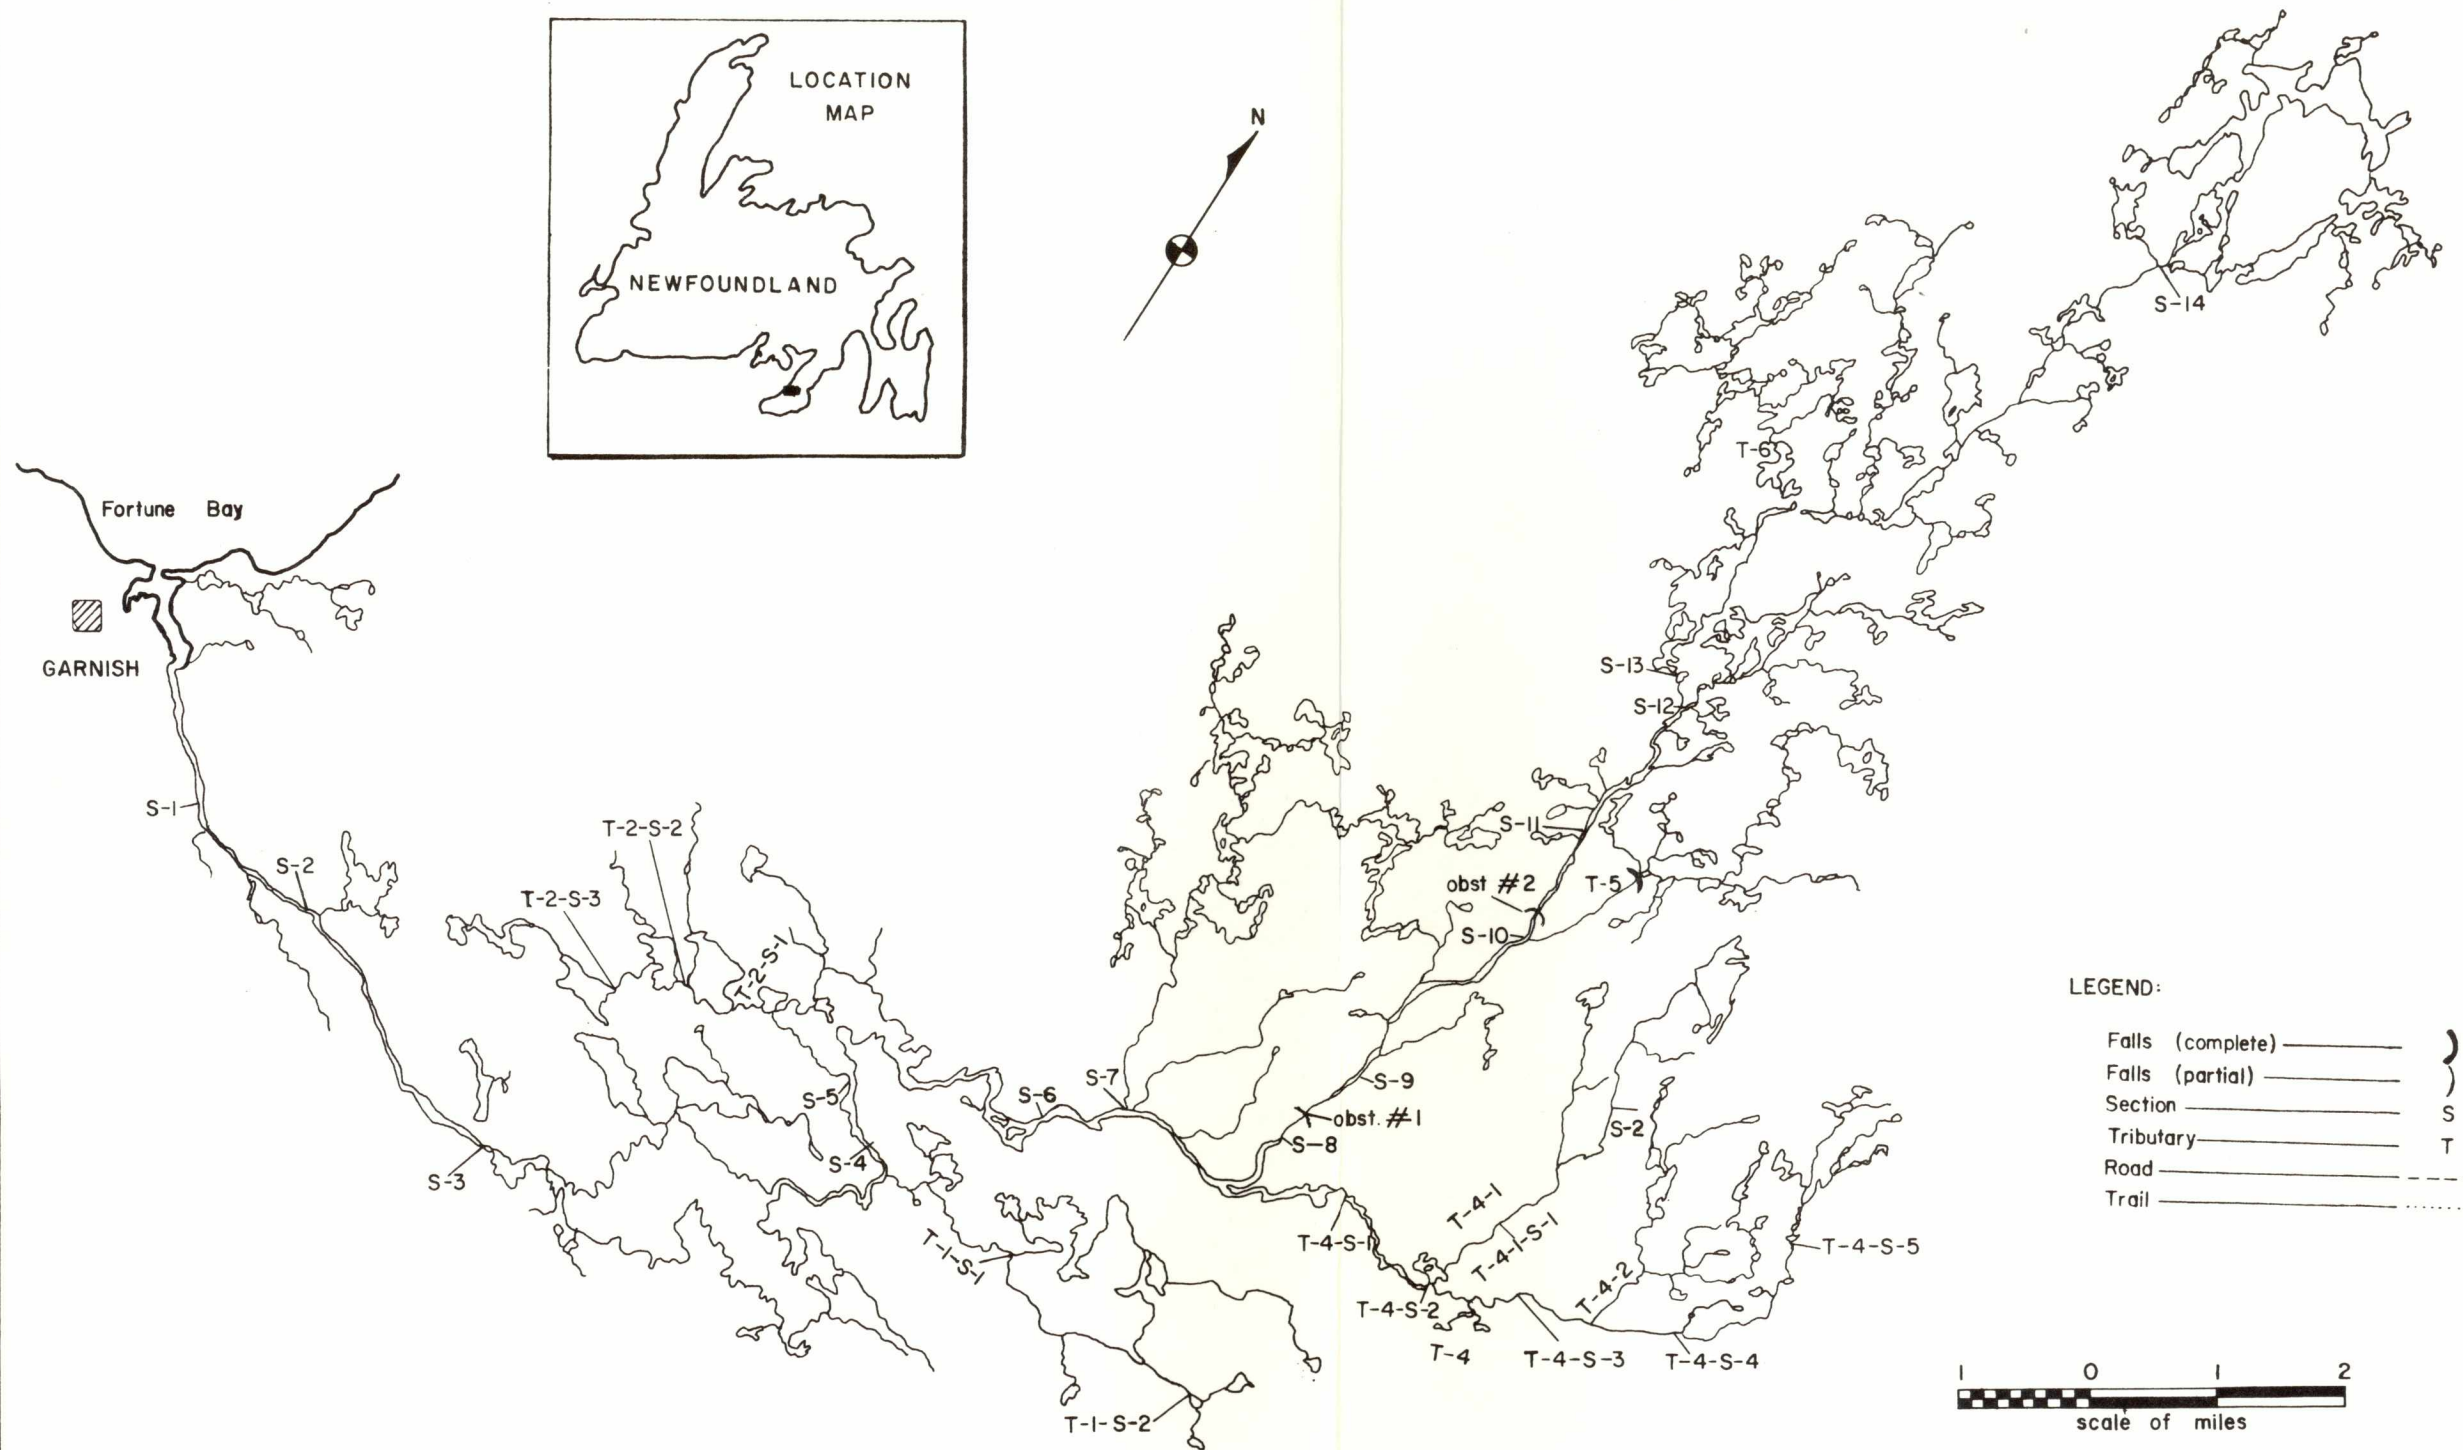 LOCATION
MAP
NEWFOUNDLAND
N
Fortune Bay
GARNISH
S-1
S-2
S-3
T-2-S-2
T-2-S-3
T-2-S-1
S-4
S-5
S-6
S-7
S-8
obst. #1
S-9
S-10
obst #2
T-5
S-11
S-12
S-13
T-6
S-14
T-1-S-1
T-1-S-2
T-4-S-1
T-4-S-2
T-4
T-4-1
T-4-1-S-1
S-2
T-4-S-3
T-4-2
T-4-S-4
T-4-S-5
LEGEND:
Falls (complete) )
Falls (partial) )
Section S
Tributary T
Road
Trail
1 0 1 2
scale of miles